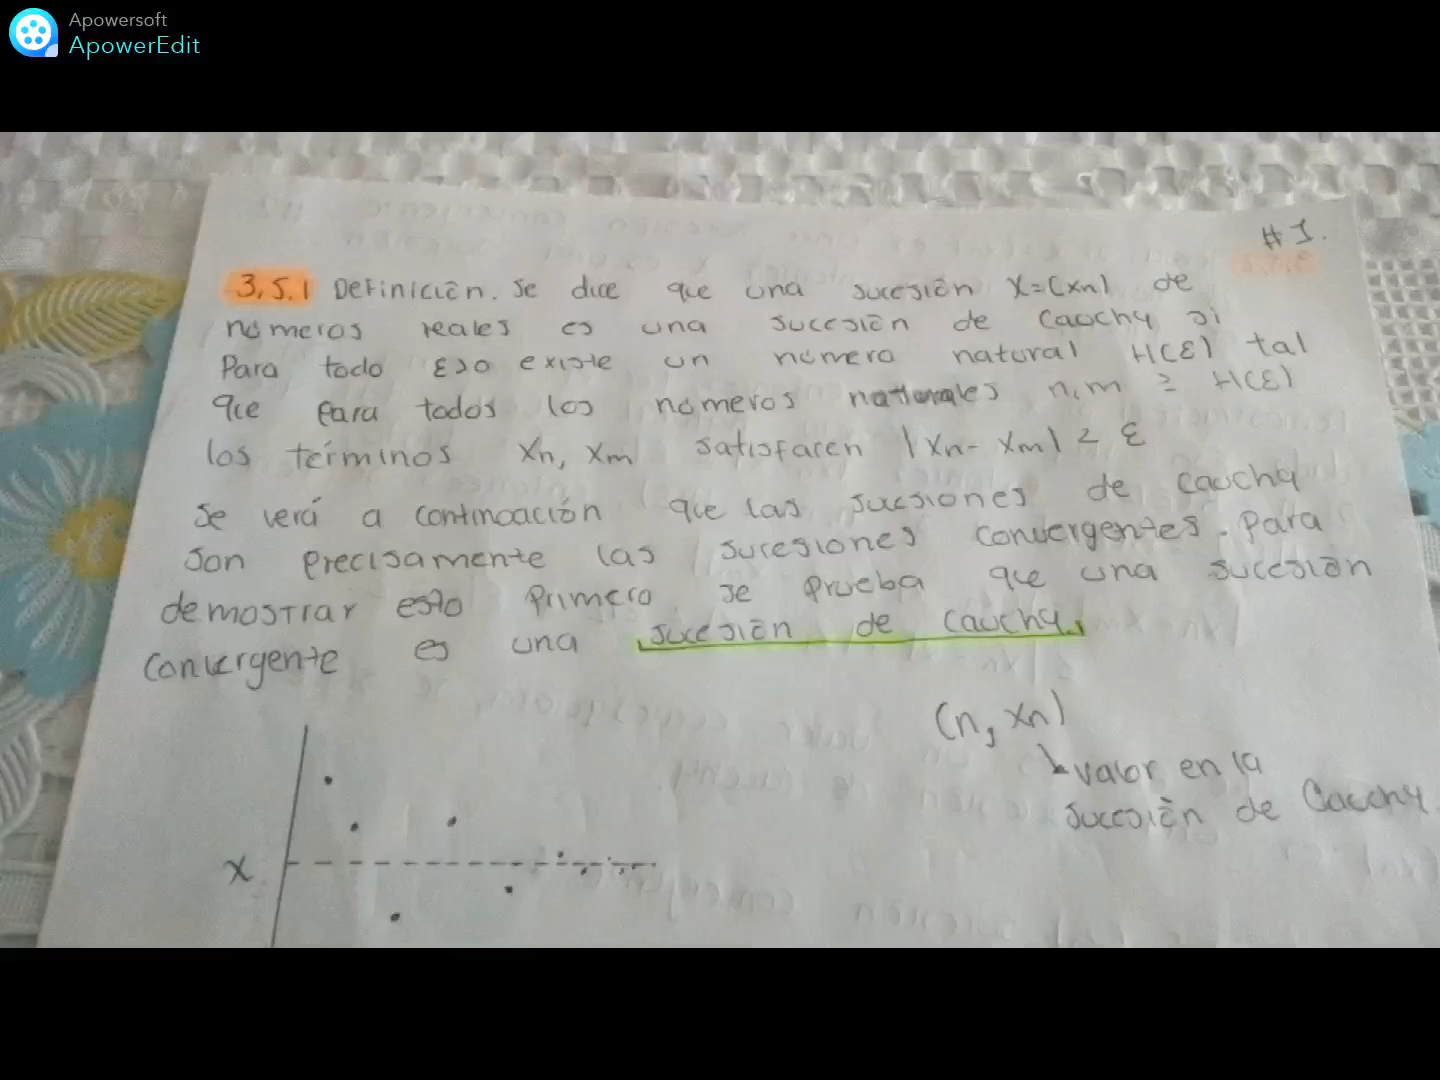 Apowersoft
ApowerEdit
#1.
3.5.1 Definición. Se dice que una sucesión X=(xn) de
números reales es una sucesión de Cauchy si
Para todo ε>0 existe un número natural H(ε) tal
que para todos los números naturales n,m ≥ H(ε)
los términos xn, xm satisfacen |xn - xm| < ε
Se verá a continuación que las sucsiones de cauchy
son precisamente las sucesiones convergentes. Para
demostrar esto primero se prueba que una sucesión
convergente es una sucesión de Cauchy.
(n, xn)
valor en la
sucesión de Cauchy
X